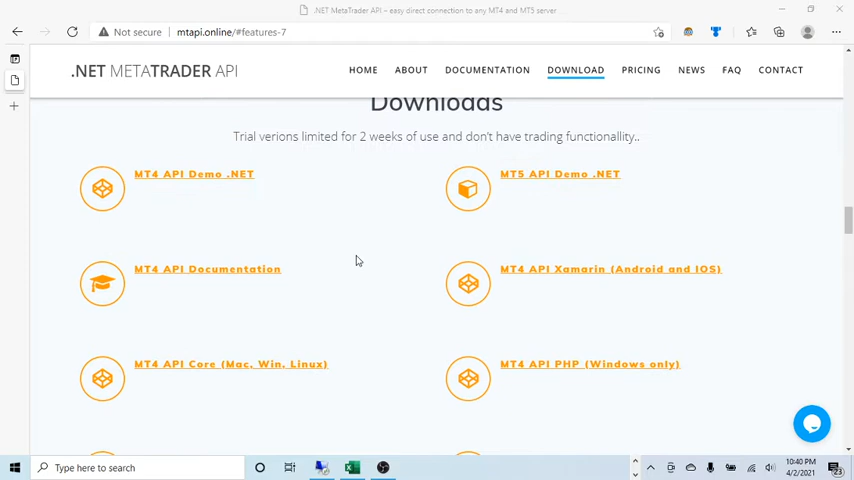 .NET MetaTrader API – easy direct connection to any MT4 and MT5 server ...
Not secure | mtapi.online/#features-7
.NET METATRADER API
HOME ABOUT DOCUMENTATION DOWNLOAD PRICING NEWS FAQ CONTACT
Downloads
Trial verions limited for 2 weeks of use and don't have trading functionallity..
MT4 API Demo .NET
MT5 API Demo .NET
MT4 API Documentation
MT4 API Xamarin (Android and IOS)
MT4 API Core (Mac, Win, Linux)
MT4 API PHP (Windows only)
Type here to search
10:40 PM
4/2/2021
23